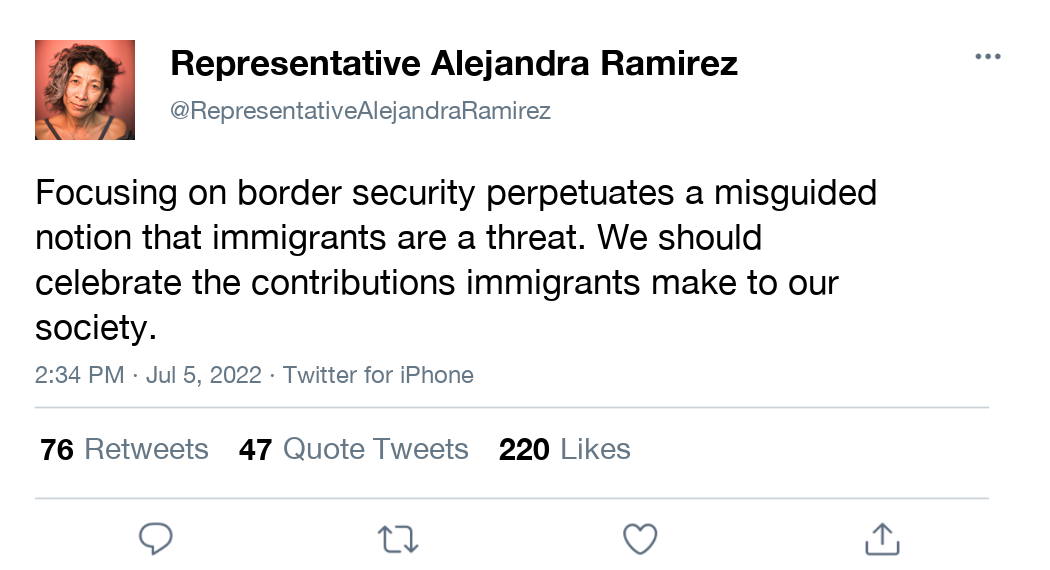 Representative Alejandra Ramirez
@RepresentativeAlejandraRamirez
Focusing on border security perpetuates a misguided
notion that immigrants are a threat. We should
celebrate the contributions immigrants make to our
society.
2:34 PM · Jul 5, 2022 · Twitter for iPhone
76 Retweets 47 Quote Tweets 220 Likes